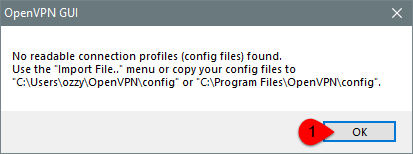 OpenVPN GUI
No readable connection profiles (config files) found.
Use the "Import File.." menu or copy your config files to
"C:\Users\ozzy\OpenVPN\config" or "C:\Program Files\OpenVPN\config".
1 OK